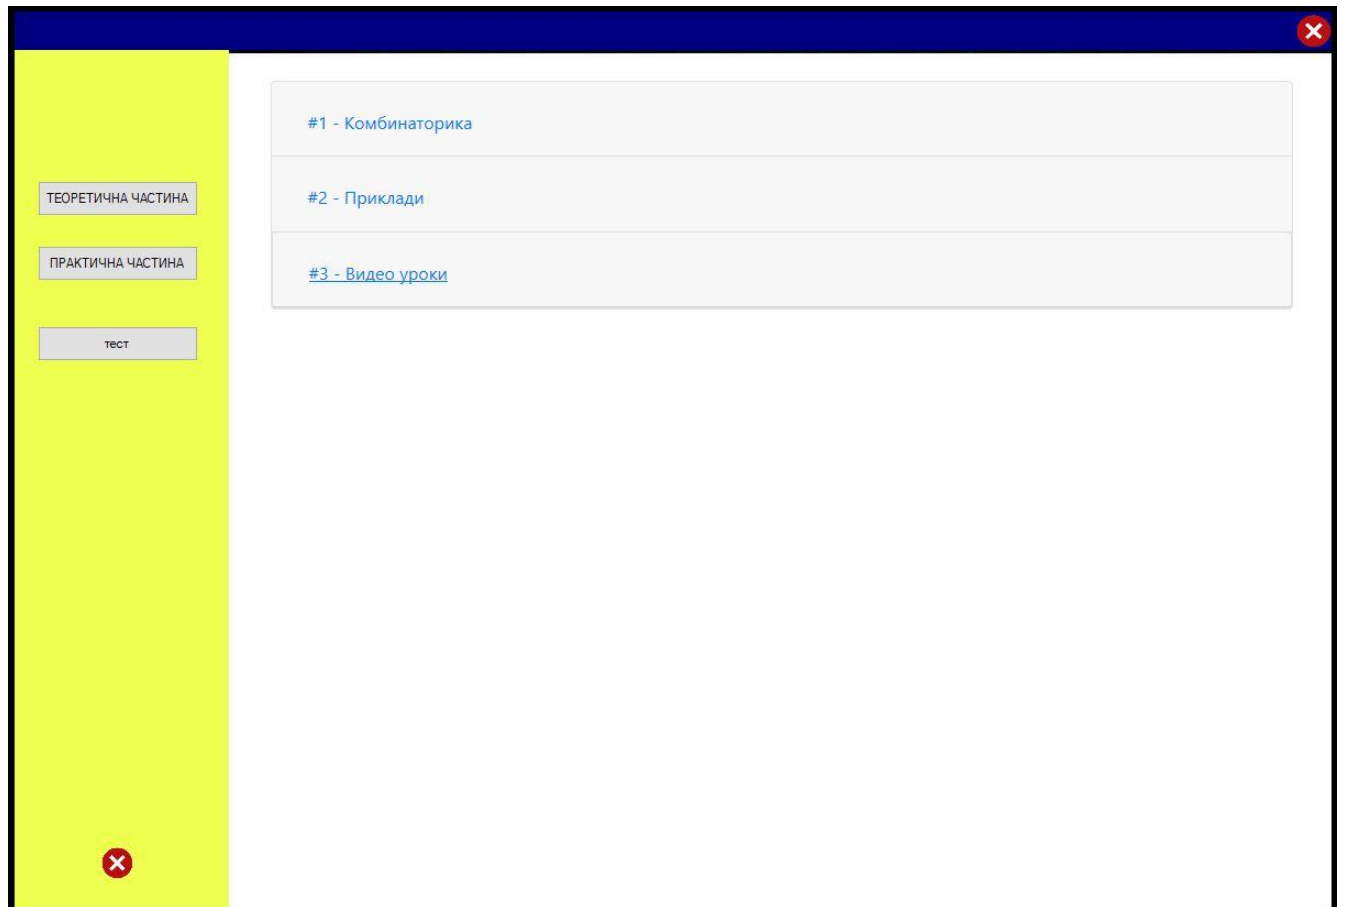 ТЕОРЕТИЧНА ЧАСТИНА
ПРАКТИЧНА ЧАСТИНА
тест
#1 - Комбинаторика
#2 - Приклади
#3 - Видео уроки